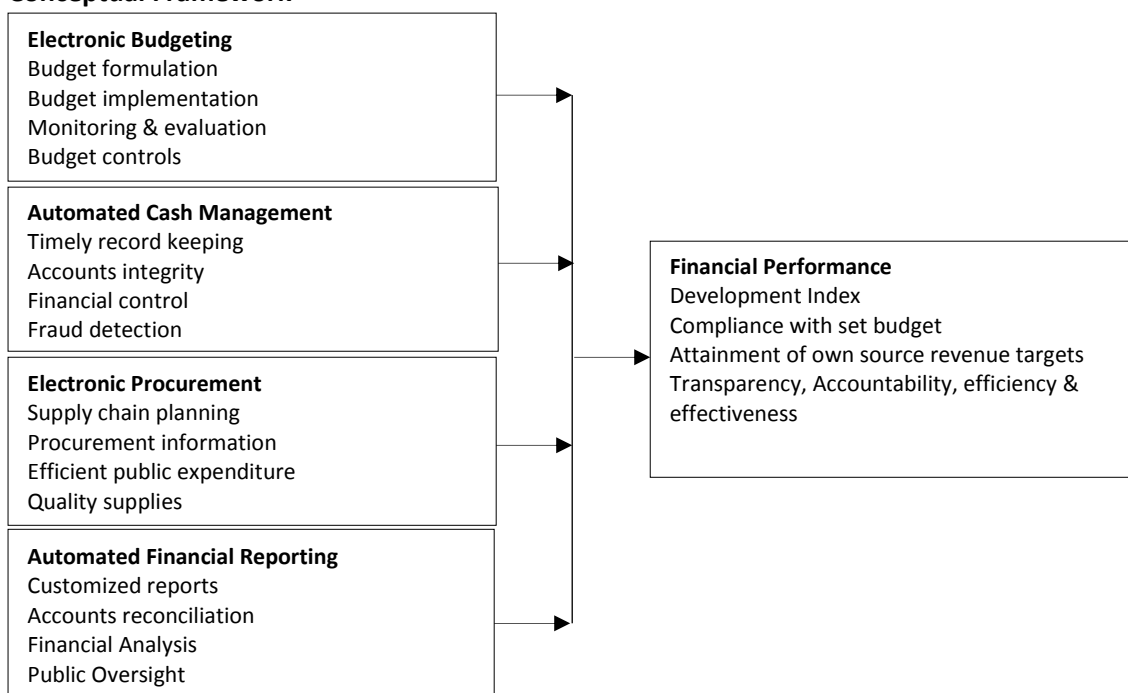 Electronic Budgeting
Budget formulation
Budget implementation
Monitoring & evaluation
Budget controls
Automated Cash Management
Timely record keeping
Accounts integrity
Financial control
Fraud detection
Electronic Procurement
Supply chain planning
Procurement information
Efficient public expenditure
Quality supplies
Automated Financial Reporting
Customized reports
Accounts reconciliation
Financial Analysis
Public Oversight
Financial Performance
Development Index
Compliance with set budget
Attainment of own source revenue targets
Transparency, Accountability, efficiency &
effectiveness